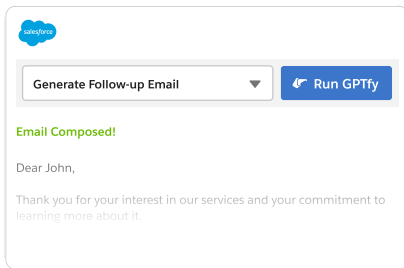 salesforce
Generate Follow-up Email
Run GPTfy
Email Composed!
Dear John,
Thank you for your interest in our services and your commitment to
learning more about it.